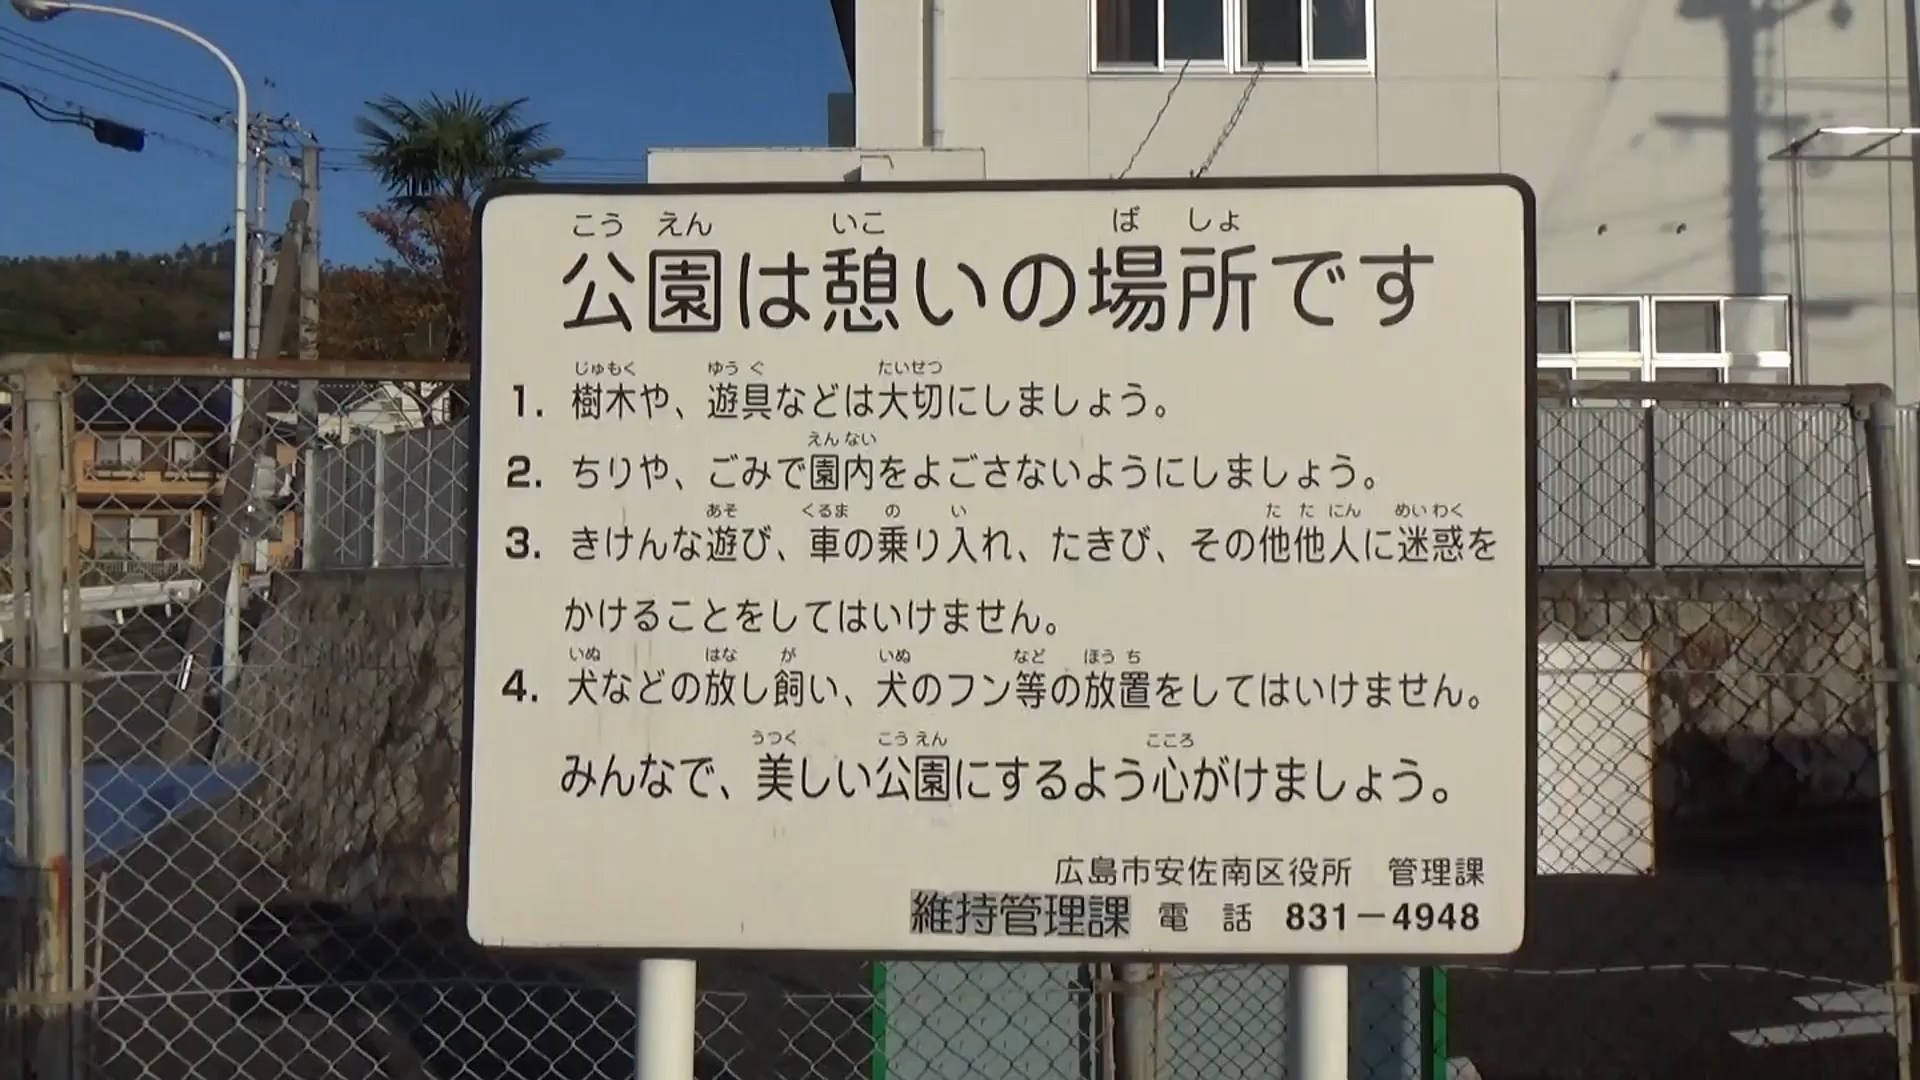 こう えん いこ ば しょ
公園は憩いの場所です
じゅもく ゆう ぐ たいせつ
1. 樹木や、遊具などは大切にしましょう。
えん ない
2. ちりや、ごみで園内をよごさないようにしましょう。
あそ くるま の い た た にん めい わく
3. きけんな遊び、車の乗り入れ、たきび、その他他人に迷惑を
かけることをしてはいけません。
いぬ はな が いぬ など ほう ち
4. 犬などの放し飼い、犬のフン等の放置をしてはいけません。
うつく こう えん こころ
みんなで、美しい公園にするよう心がけましょう。
広島市安佐南区役所 管理課
維持管理課 電 話 831-4948